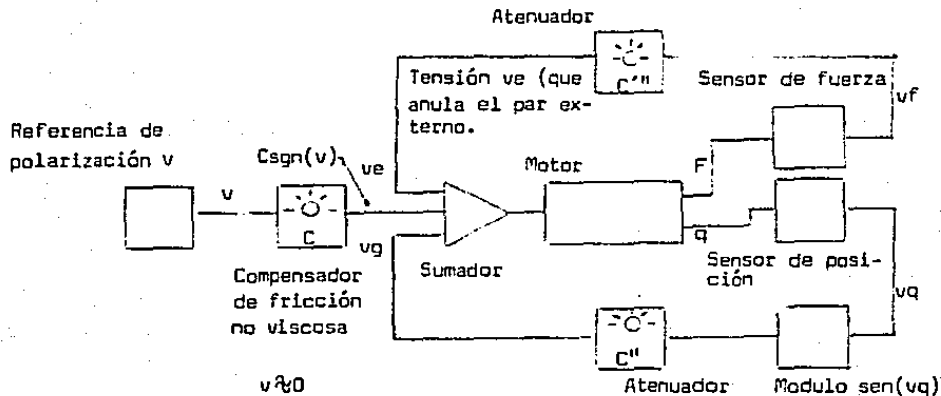 Atenuador
C'"
Tensión ve (que
anula el par ex-
terno.
Sensor de fuerza
vf
Referencia de
polarización v
Csgn(v)
ve
Motor
F
v
C
vg
q
Compensador
de fricción
no viscosa
Sumador
Sensor de posi-
ción
vq
C"
v≈0
Atenuador
Modulo sen(vq)